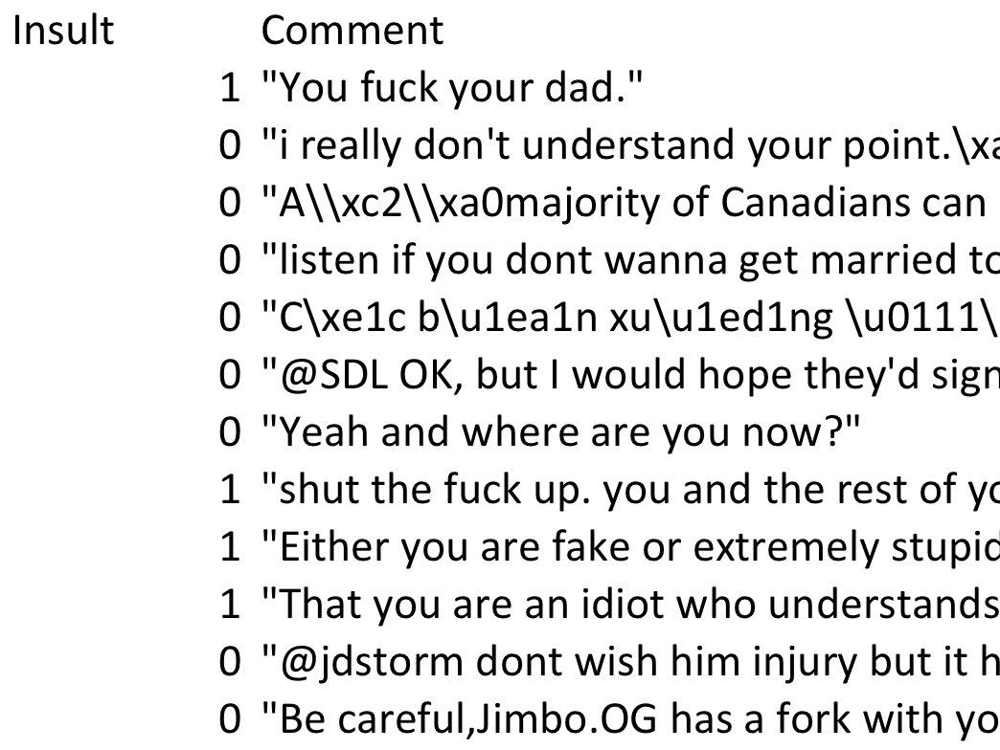 Insult Comment
1 "You fuck your dad."
0 "i really don't understand your point.\xa
0 "A\\xc2\\xa0majority of Canadians can
0 "listen if you dont wanna get married to
0 "C\xe1c b\u1ea1n xu\u1ed1ng \u0111\
0 "@SDL OK, but I would hope they'd sign
0 "Yeah and where are you now?"
1 "shut the fuck up. you and the rest of yo
1 "Either you are fake or extremely stupid
1 "That you are an idiot who understands
0 "@jdstorm dont wish him injury but it h
0 "Be careful,Jimbo.OG has a fork with yo